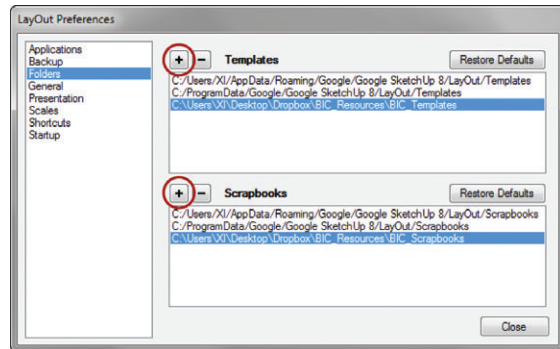 LayOut Preferences
Applications
Backup
Folders
General
Presentation
Scales
Shortcuts
Startup
+ − Templates Restore Defaults
C:/Users/XI/AppData/Roaming/Google/Google SketchUp 8/LayOut/Templates
C:/ProgramData/Google/Google SketchUp 8/LayOut/Templates
C:\Users\XI\Desktop\Dropbox\BIC_Resources\BIC_Templates
+ − Scrapbooks Restore Defaults
C:/Users/XI/AppData/Roaming/Google/Google SketchUp 8/LayOut/Scrapbooks
C:/ProgramData/Google/Google SketchUp 8/LayOut/Scrapbooks
C:\Users\XI\Desktop\Dropbox\BIC_Resources\BIC_Scrapbooks
Close